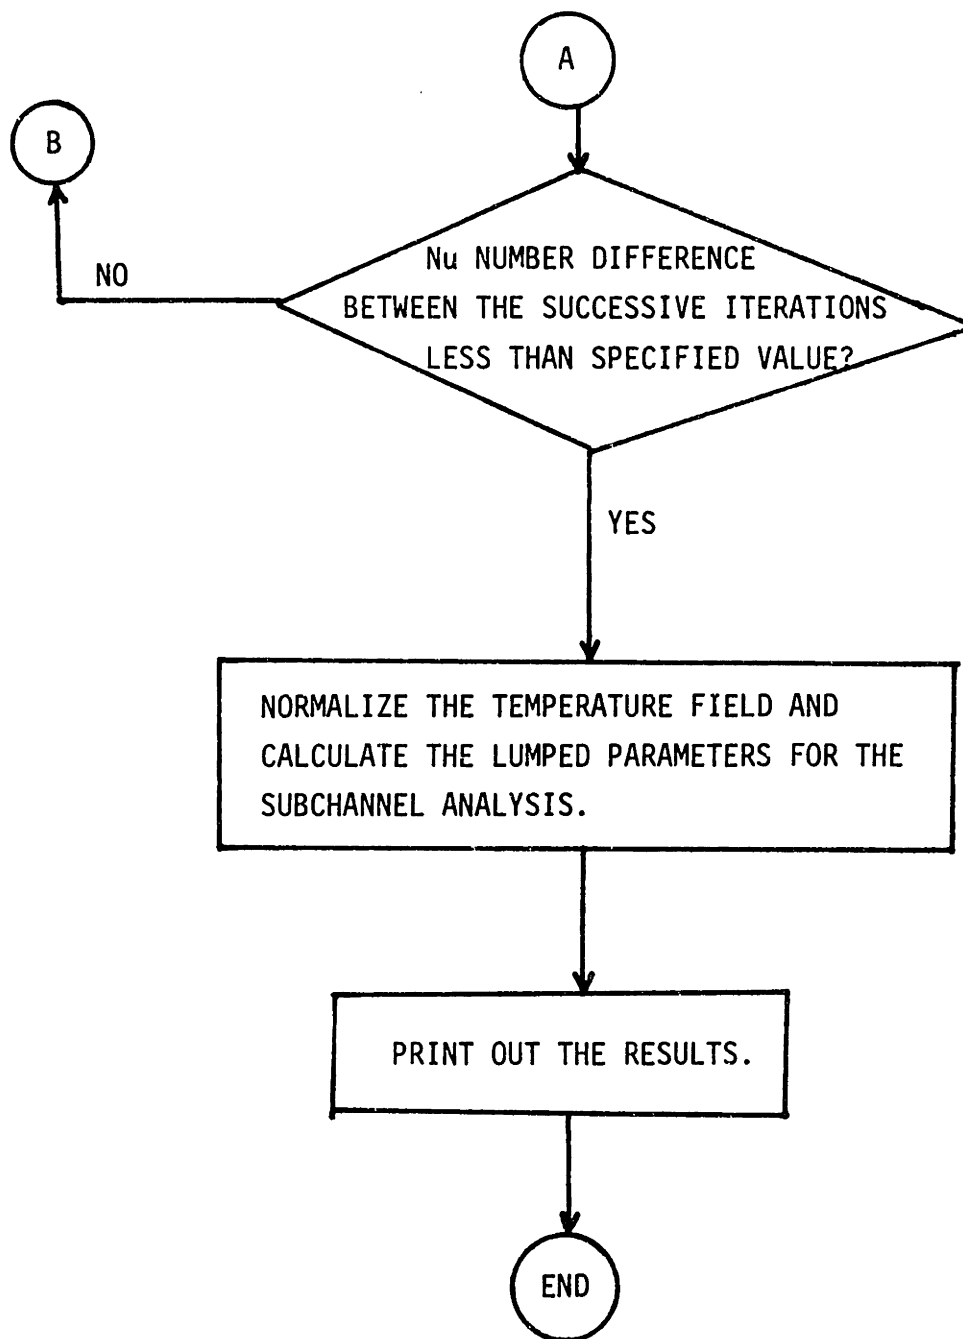 A
B
Nu NUMBER DIFFERENCE
NO
BETWEEN THE SUCCESSIVE ITERATIONS
LESS THAN SPECIFIED VALUE?
YES
NORMALIZE THE TEMPERATURE FIELD AND
CALCULATE THE LUMPED PARAMETERS FOR THE
SUBCHANNEL ANALYSIS.
PRINT OUT THE RESULTS.
END